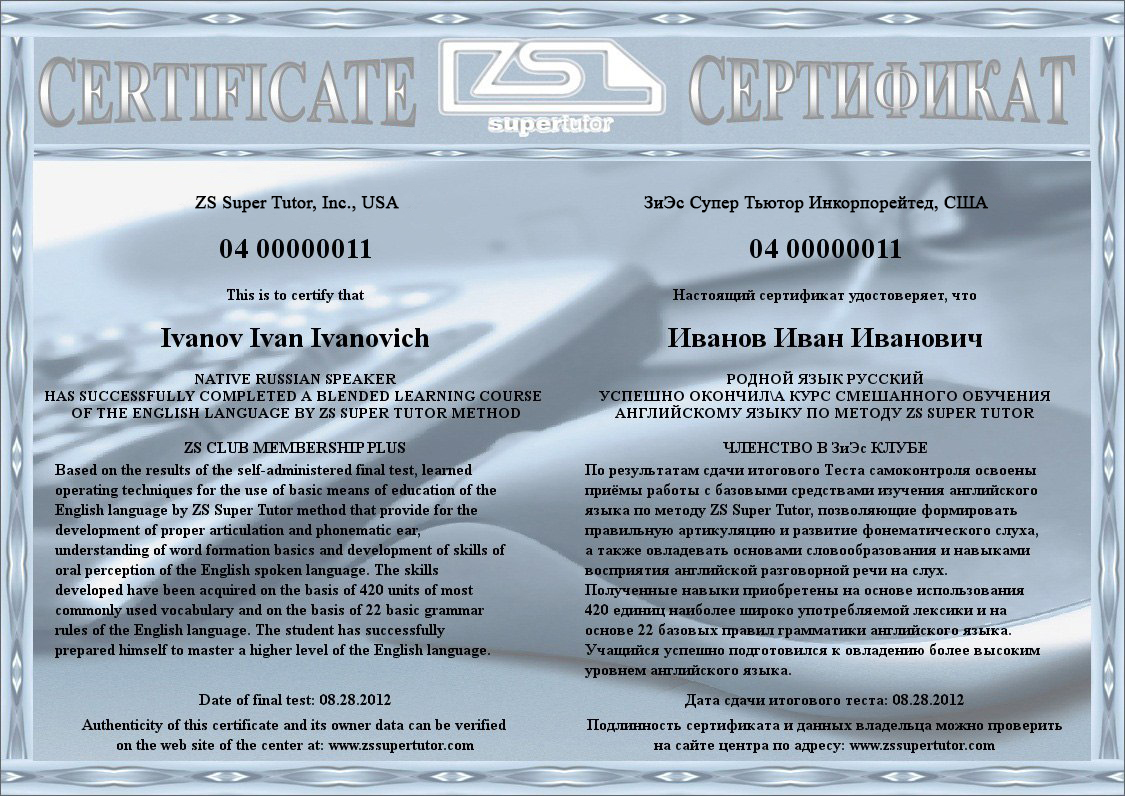 CERTIFICATE
ZS
supertutor
СЕРТИФИКАТ
ZS Super Tutor, Inc., USA
04 00000011
This is to certify that
Ivanov Ivan Ivanovich
NATIVE RUSSIAN SPEAKER
HAS SUCCESSFULLY COMPLETED A BLENDED LEARNING COURSE
OF THE ENGLISH LANGUAGE BY ZS SUPER TUTOR METHOD
ZS CLUB MEMBERSHIP PLUS
Based on the results of the self-administered final test, learned
operating techniques for the use of basic means of education of the
English language by ZS Super Tutor method that provide for the
development of proper articulation and phonematic ear,
understanding of word formation basics and development of skills of
oral perception of the English spoken language. The skills
developed have been acquired on the basis of 420 units of most
commonly used vocabulary and on the basis of 22 basic grammar
rules of the English language. The student has successfully
prepared himself to master a higher level of the English language.
Date of final test: 08.28.2012
Authenticity of this certificate and its owner data can be verified
on the web site of the center at: www.zssupertutor.com
ЗиЭс Супер Тьютор Инкорпорейтед, США
04 00000011
Настоящий сертификат удостоверяет, что
Иванов Иван Иванович
РОДНОЙ ЯЗЫК РУССКИЙ
УСПЕШНО ОКОНЧИЛ\А КУРС СМЕШАННОГО ОБУЧЕНИЯ
АНГЛИЙСКОМУ ЯЗЫКУ ПО МЕТОДУ ZS SUPER TUTOR
ЧЛЕНСТВО В ЗиЭс КЛУБЕ
По результатам сдачи итогового Теста самоконтроля освоены
приёмы работы с базовыми средствами изучения английского
языка по методу ZS Super Tutor, позволяющие формировать
правильную артикуляцию и развитие фонематического слуха,
а также овладевать основами словообразования и навыками
восприятия английской разговорной речи на слух.
Полученные навыки приобретены на основе использования
420 единиц наиболее широко употребляемой лексики и на
основе 22 базовых правил грамматики английского языка.
Учащийся успешно подготовился к овладению более высоким
уровнем английского языка.
Дата сдачи итогового теста: 08.28.2012
Подлинность сертификата и данных владельца можно проверить
на сайте центра по адресу: www.zssupertutor.com